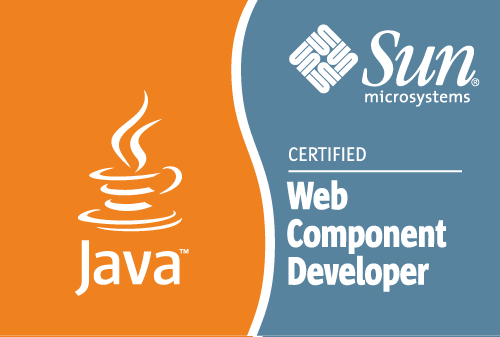 Sun®
microsystems
CERTIFIED
Web
Component
Developer
Java™